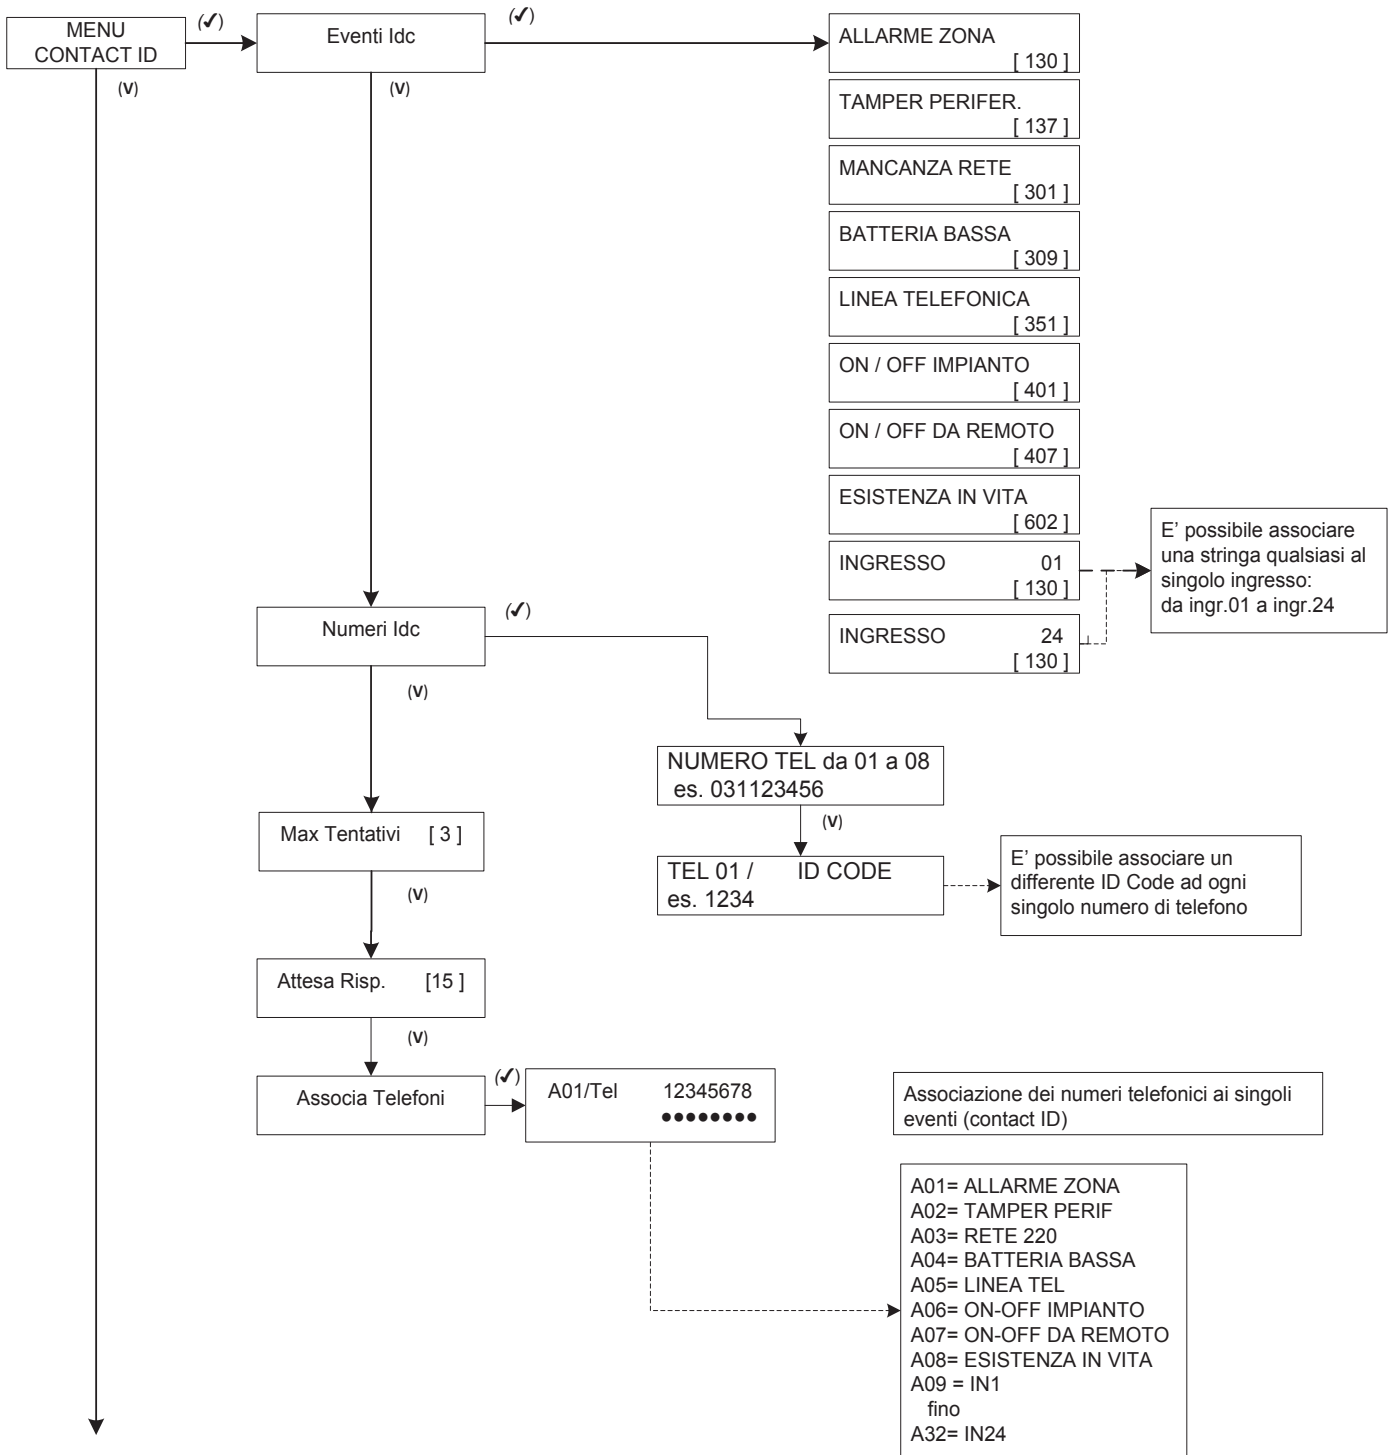 MENU
CONTACT ID
(✓)
(V)
Eventi Idc
(✓)
(V)
ALLARME ZONA
[ 130 ]
TAMPER PERIFER.
[ 137 ]
MANCANZA RETE
[ 301 ]
BATTERIA BASSA
[ 309 ]
LINEA TELEFONICA
[ 351 ]
ON / OFF IMPIANTO
[ 401 ]
ON / OFF DA REMOTO
[ 407 ]
ESISTENZA IN VITA
[ 602 ]
INGRESSO 01
[ 130 ]
INGRESSO 24
[ 130 ]
E' possibile associare
una stringa qualsiasi al
singolo ingresso:
da ingr.01 a ingr.24
Numeri Idc
(✓)
(V)
NUMERO TEL da 01 a 08
es. 031123456
(V)
TEL 01 / ID CODE
es. 1234
E' possibile associare un
differente ID Code ad ogni
singolo numero di telefono
Max Tentativi [ 3 ]
(V)
Attesa Risp. [15 ]
(V)
Associa Telefoni
(✓)
A01/Tel 12345678
●●●●●●●●
Associazione dei numeri telefonici ai singoli
eventi (contact ID)
A01= ALLARME ZONA
A02= TAMPER PERIF
A03= RETE 220
A04= BATTERIA BASSA
A05= LINEA TEL
A06= ON-OFF IMPIANTO
A07= ON-OFF DA REMOTO
A08= ESISTENZA IN VITA
A09 = IN1
fino
A32= IN24